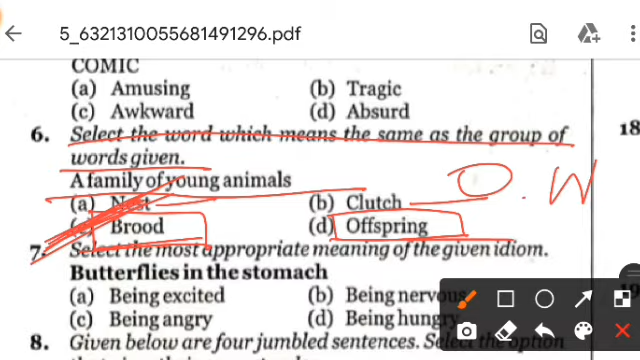 5_6321310055681491296.pdf
COMIC
(a) Amusing (b) Tragic
(c) Awkward (d) Absurd
6. Select the word which means the same as the group of 18
words given.
A family of young animals
O.W
(a) Nest (b) Clutch
(c) Brood (d) Offspring
7. Select the most appropriate meaning of the given idiom.
Butterflies in the stomach
(a) Being excited (b) Being nervous
(c) Being angry (d) Being hungry
8. Given below are four jumbled sentences. Select the option